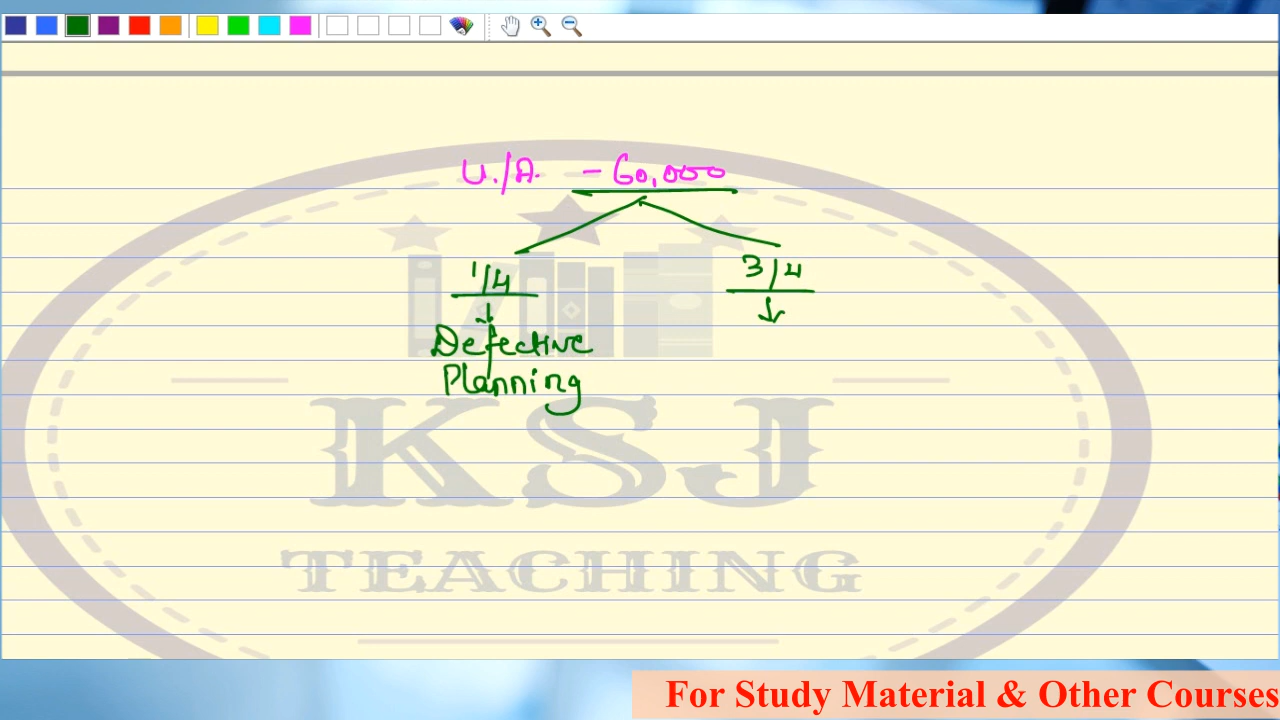 U./A. - 60,000
1/4 3/4
Defective
Planning
KSJ
TEACHING
For Study Material & Other Courses